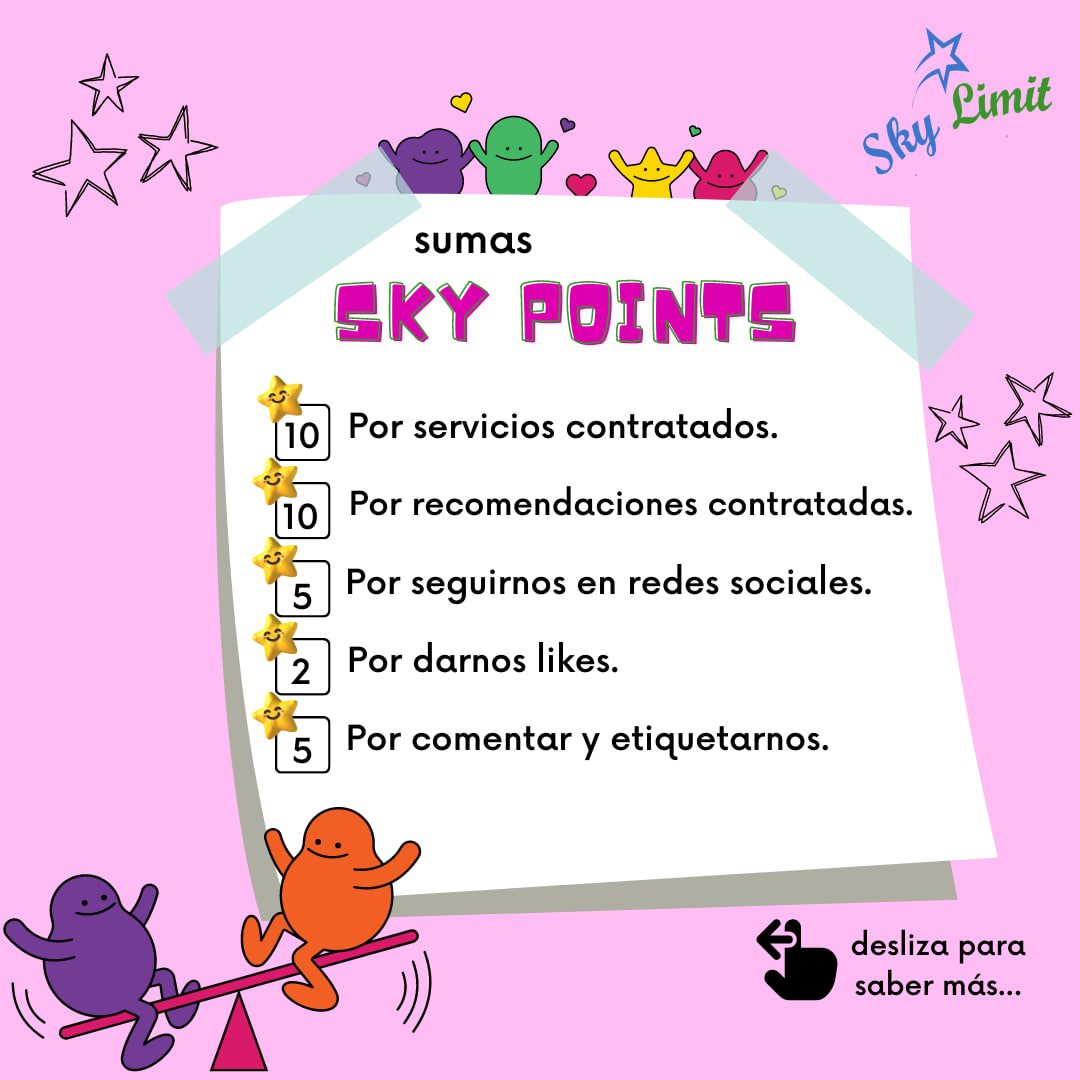 Sky Limit
sumas
SKY POINTS
10 Por servicios contratados.
10 Por recomendaciones contratadas.
5 Por seguirnos en redes sociales.
2 Por darnos likes.
5 Por comentar y etiquetarnos.
desliza para
saber más...